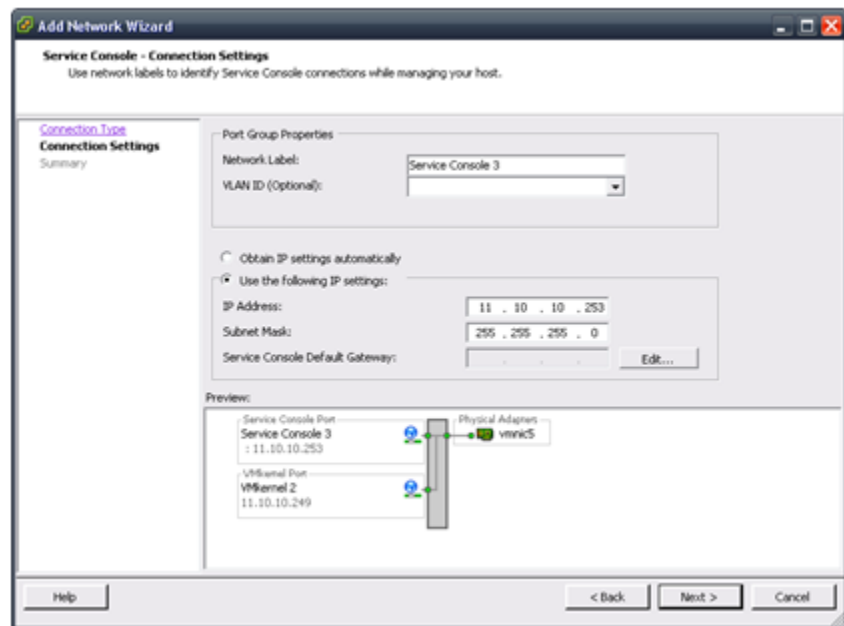 Add Network Wizard
Service Console - Connection Settings
Use network labels to identify Service Console connections while managing your host.
Connection Type
Connection Settings
Summary
Port Group Properties
Network Label:
Service Console 3
VLAN ID (Optional):
Obtain IP settings automatically
Use the following IP settings:
IP Address:
11 . 10 . 10 . 253
Subnet Mask:
255 . 255 . 255 . 0
Service Console Default Gateway:
. . .
Edit...
Preview:
Service Console Port
Service Console 3
: 11.10.10.253
Physical Adapters
vmnic5
VMkernel Port
VMkernel 2
11.10.10.249
Help
< Back
Next >
Cancel